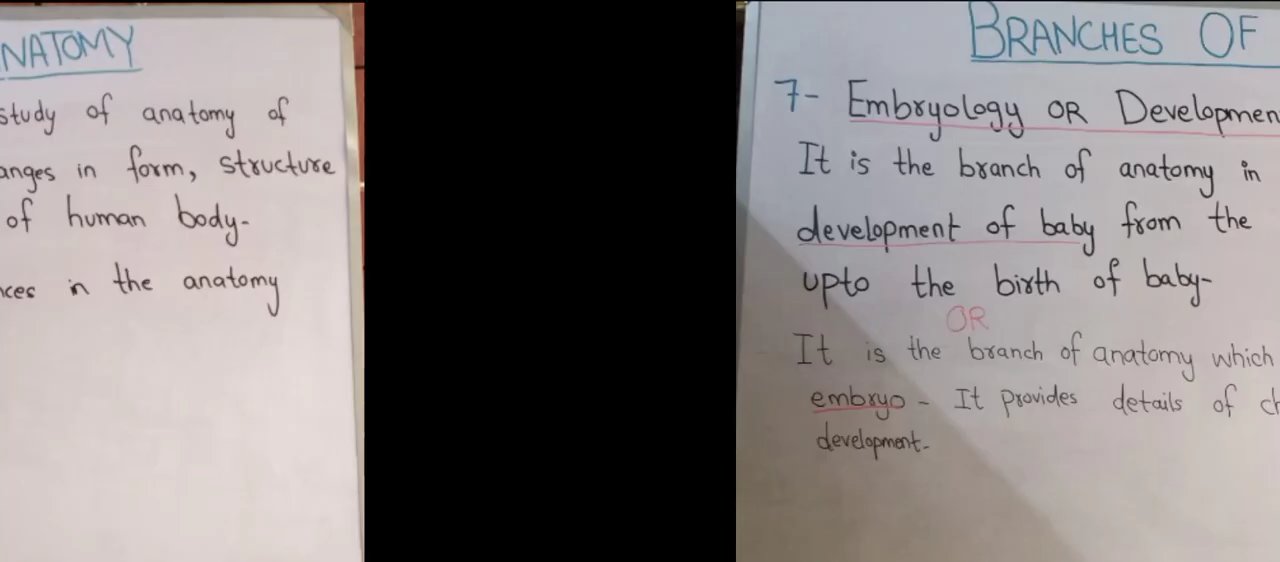 NATOMY
study of anatomy of
anges in form, structure
of human body-
nces in the anatomy
BRANCHES OF
7- Embryology OR Developmen
It is the branch of anatomy in
development of baby from the
upto the birth of baby-
OR
It is the branch of anatomy which
embryo - It provides details of ch
development-